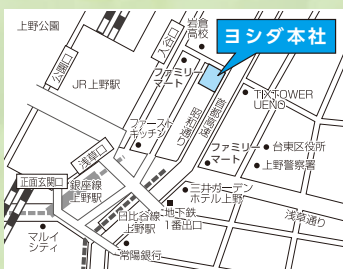 上野公園
岩倉
高校
ヨシダ本社
入谷口
公園口
JR上野駅
ファミリー
マート
TIXTOWER
UENO
首都高速
昭和通り
ファースト
キッチン
浅草口
ファミリー
マート
台東区役所
上野警察署
正面玄関口
銀座線
上野駅
三井ガーデン
ホテル上野
浅草通り
日比谷線
上野駅
地下鉄
1番出口
マルイ
シティ
常陽銀行